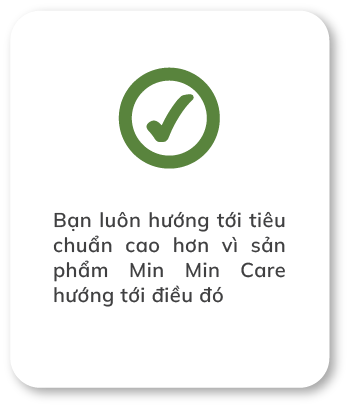 Bạn luôn hướng tới tiêu
chuẩn cao hơn vì sản
phẩm Min Min Care
hướng tới điều đó